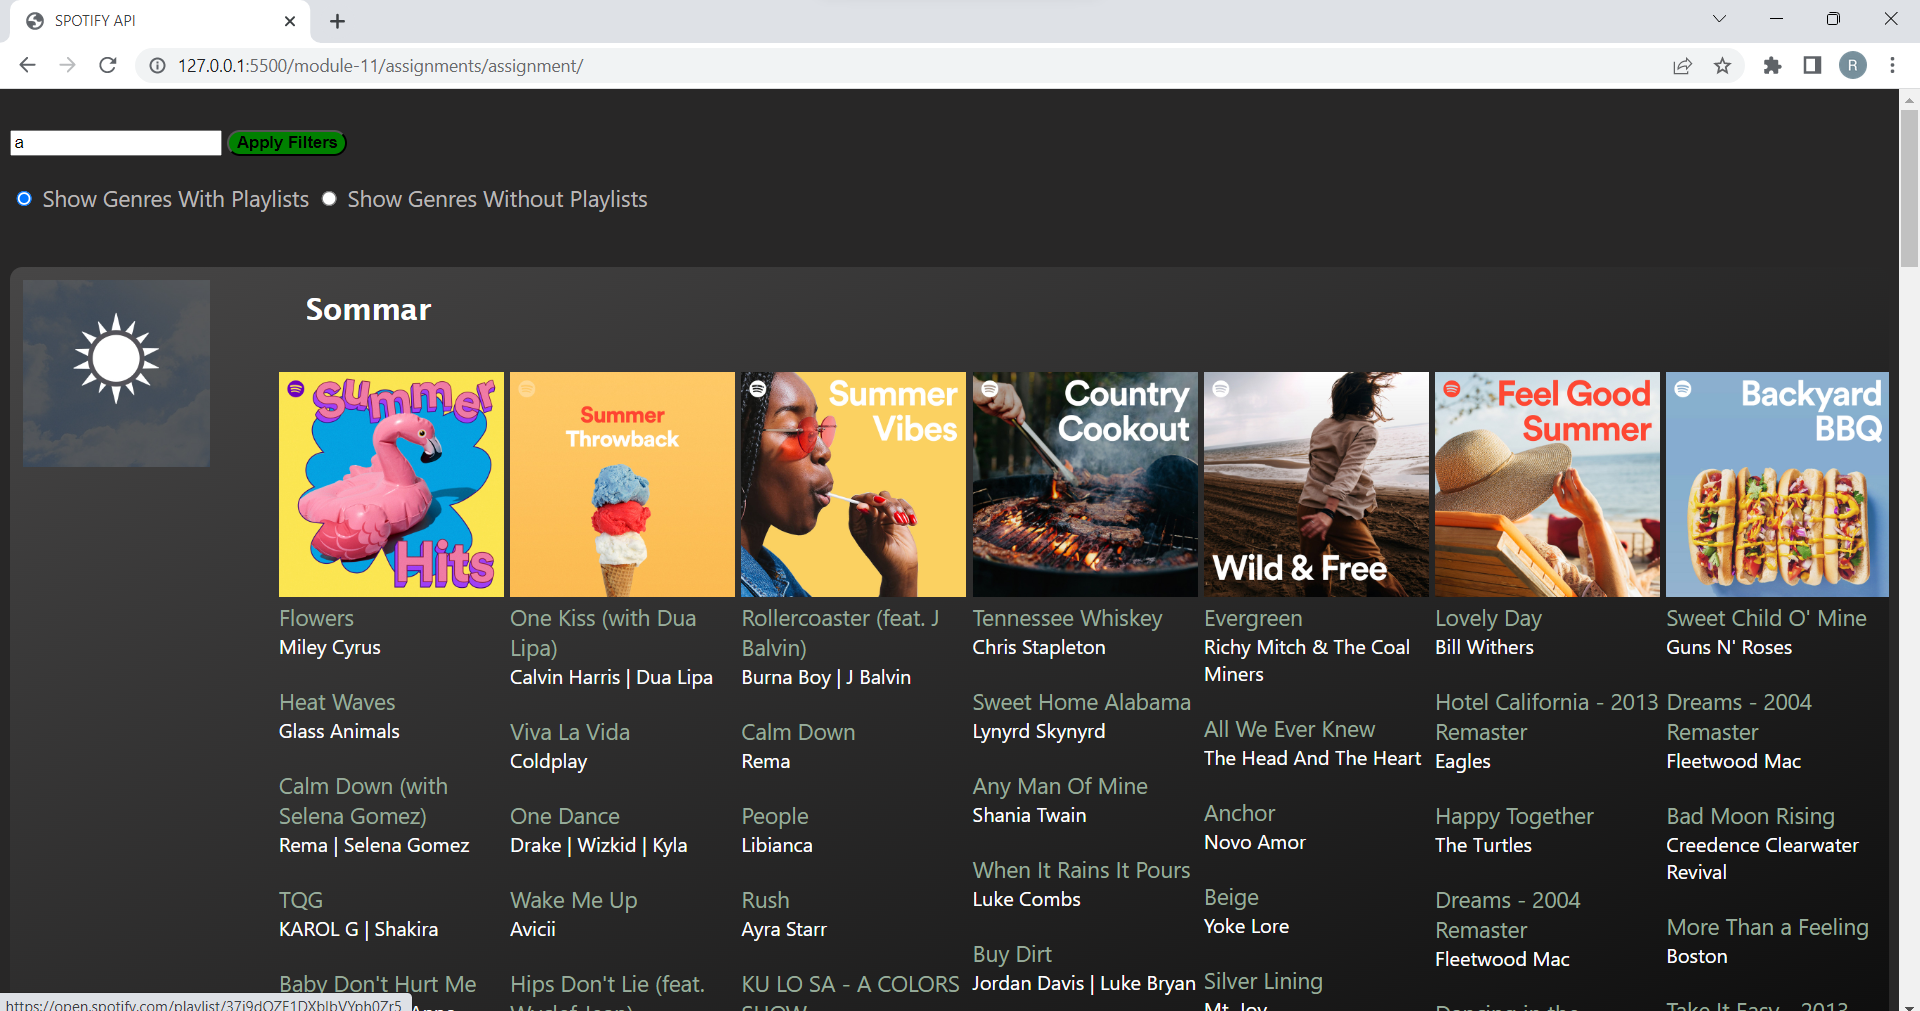 SPOTIFY API
127.0.0.1:5500/module-11/assignments/assignment/
R
a
Apply Filters
Show Genres With Playlists
Show Genres Without Playlists
Sommar
Summer
Hits
Summer
Throwback
Summer
Vibes
Country
Cookout
Wild & Free
Feel Good
Summer
Backyard
BBQ
Flowers
Miley Cyrus
Heat Waves
Glass Animals
Calm Down (with
Selena Gomez)
Rema | Selena Gomez
TQG
KAROL G | Shakira
Baby Don't Hurt Me
One Kiss (with Dua
Lipa)
Calvin Harris | Dua Lipa
Viva La Vida
Coldplay
One Dance
Drake | Wizkid | Kyla
Wake Me Up
Avicii
Hips Don't Lie (feat.
Rollercoaster (feat. J
Balvin)
Burna Boy | J Balvin
Calm Down
Rema
People
Libianca
Rush
Ayra Starr
KU LO SA - A COLORS
SHOW
Tennessee Whiskey
Chris Stapleton
Sweet Home Alabama
Lynyrd Skynyrd
Any Man Of Mine
Shania Twain
When It Rains It Pours
Luke Combs
Buy Dirt
Jordan Davis | Luke Bryan
Evergreen
Richy Mitch & The Coal
Miners
All We Ever Knew
The Head And The Heart
Anchor
Novo Amor
Beige
Yoke Lore
Silver Lining
Mt. Joy
Lovely Day
Bill Withers
Hotel California - 2013
Remaster
Eagles
Happy Together
The Turtles
Dreams - 2004
Remaster
Fleetwood Mac
Dancing in the
Sweet Child O' Mine
Guns N' Roses
Dreams - 2004
Remaster
Fleetwood Mac
Bad Moon Rising
Creedence Clearwater
Revival
More Than a Feeling
Boston
Take It Easy - 2013